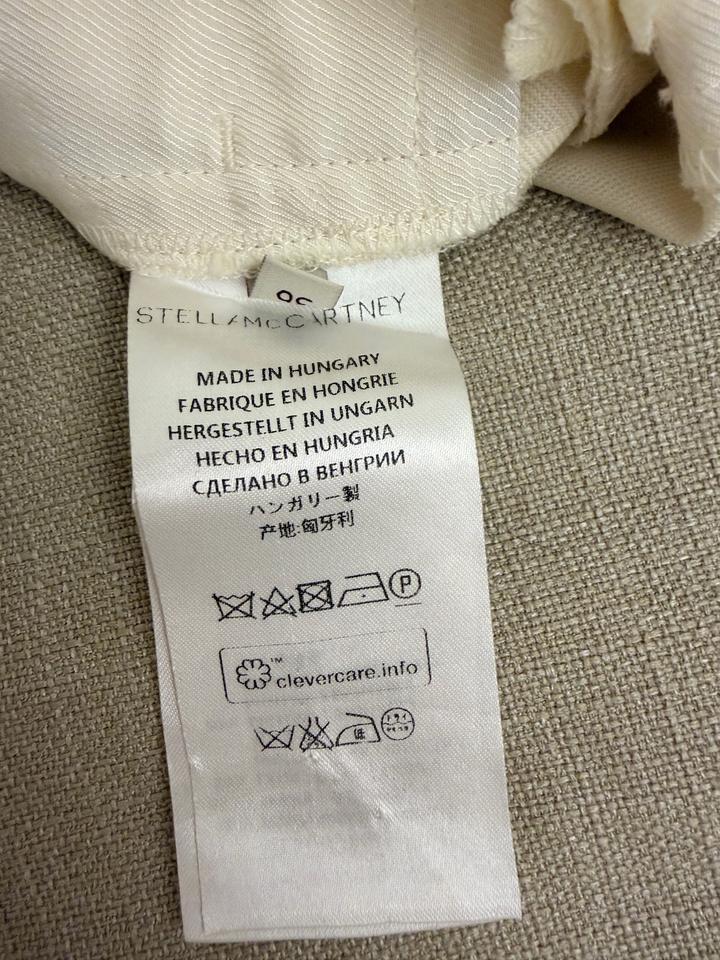 STELLA McCARTNEY
MADE IN HUNGARY
FABRIQUE EN HONGRIE
HERGESTELLT IN UNGARN
HECHO EN HUNGRIA
СДЕЛАНО В ВЕНГРИИ
ハンガリー製
产地:匈牙利
P
™
clevercare.info